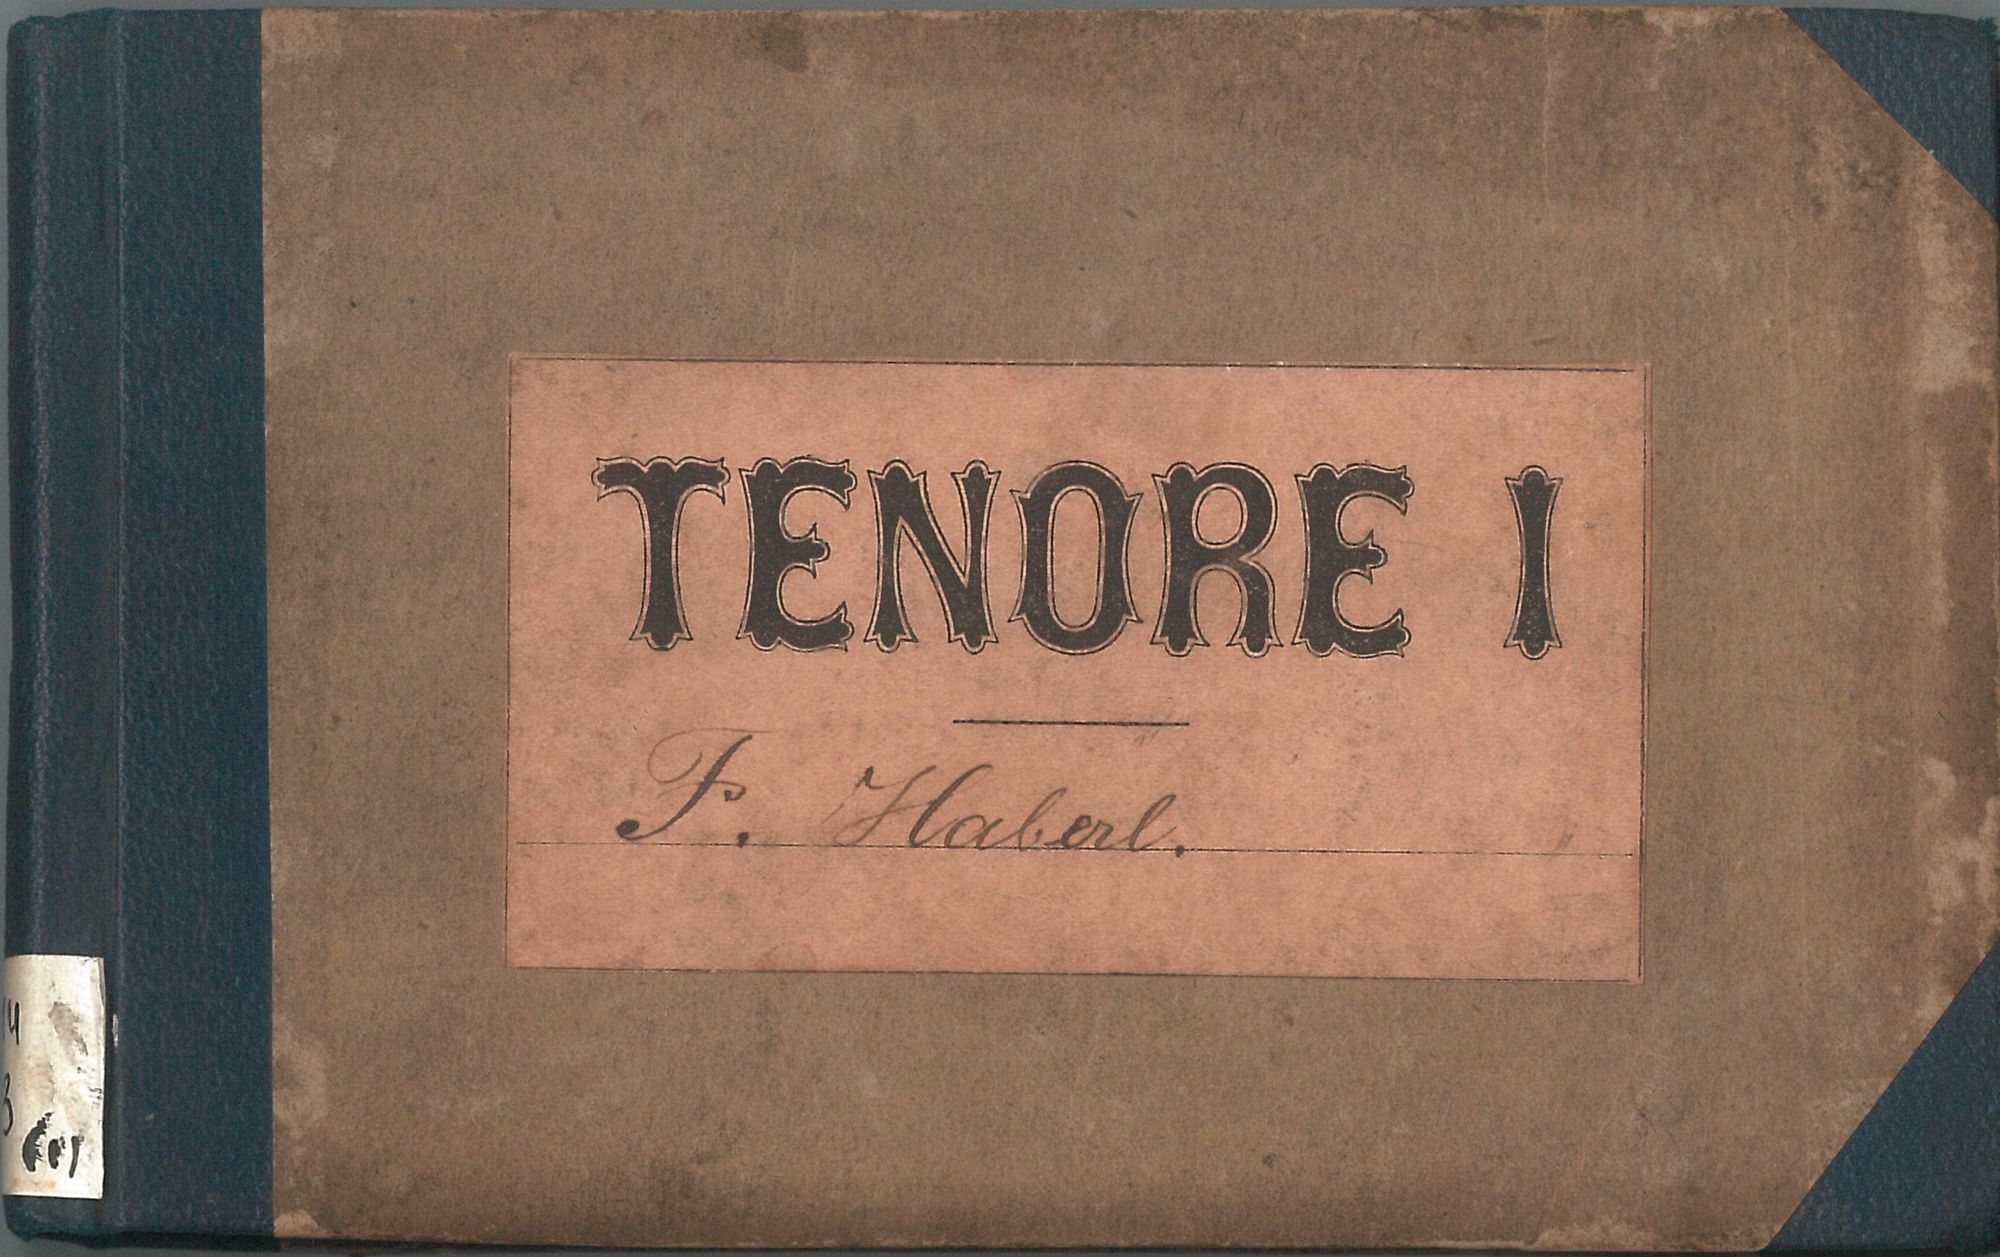 TENORE I
F. Haberl.